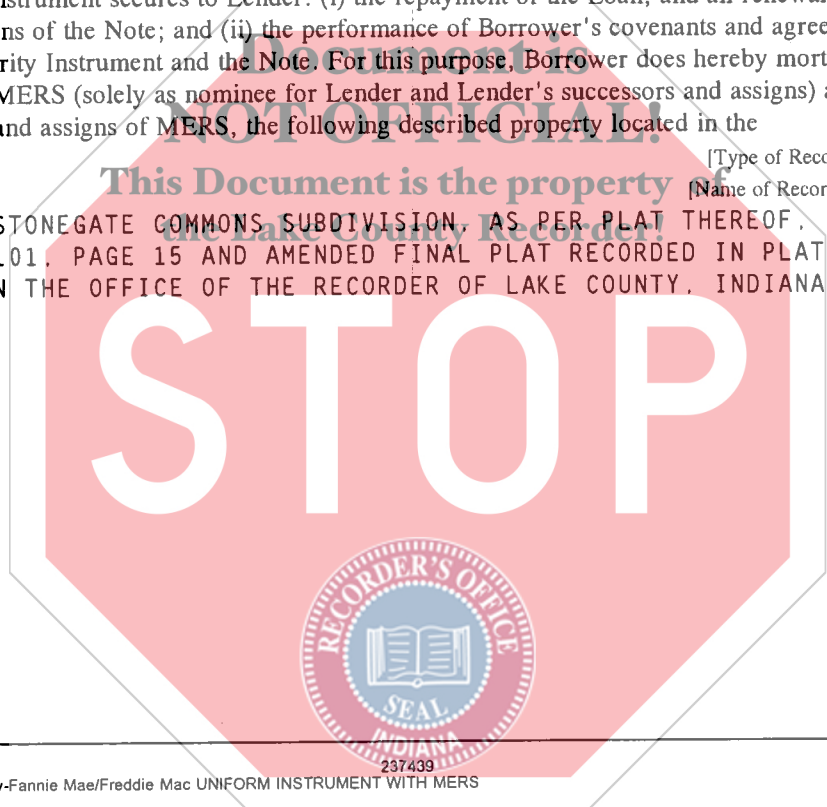 strument secures to Lender: (i) the repayment of the Loan, and all renewa
ns of the Note; and (ii) the performance of Borrower's covenants and agree
rity Instrument and the Note. For this purpose, Borrower does hereby mort
MERS (solely as nominee for Lender and Lender's successors and assigns) a
and assigns of MERS, the following described property located in the
[Type of Reco
[Name of Recor
Document is
NOT OFFICIAL!
This Document is the property of
the Lake County Recorder!
STONEGATE COMMONS SUBDIVISION, AS PER PLAT THEREOF,
01, PAGE 15 AND AMENDED FINAL PLAT RECORDED IN PLAT
N THE OFFICE OF THE RECORDER OF LAKE COUNTY, INDIANA
STOP
RECORDER'S OFFICE
SEAL
INDIANA
237439
-Fannie Mae/Freddie Mac UNIFORM INSTRUMENT WITH MERS